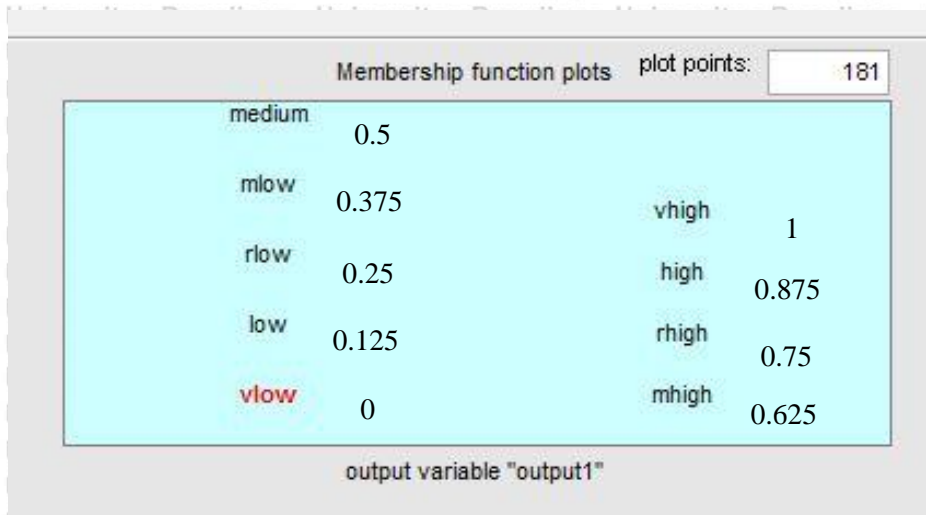 Membership function plots plot points: 181
medium 0.5
mlow 0.375
vhigh 1
rlow 0.25
high 0.875
low 0.125
rhigh 0.75
vlow 0
mhigh 0.625
output variable "output1"